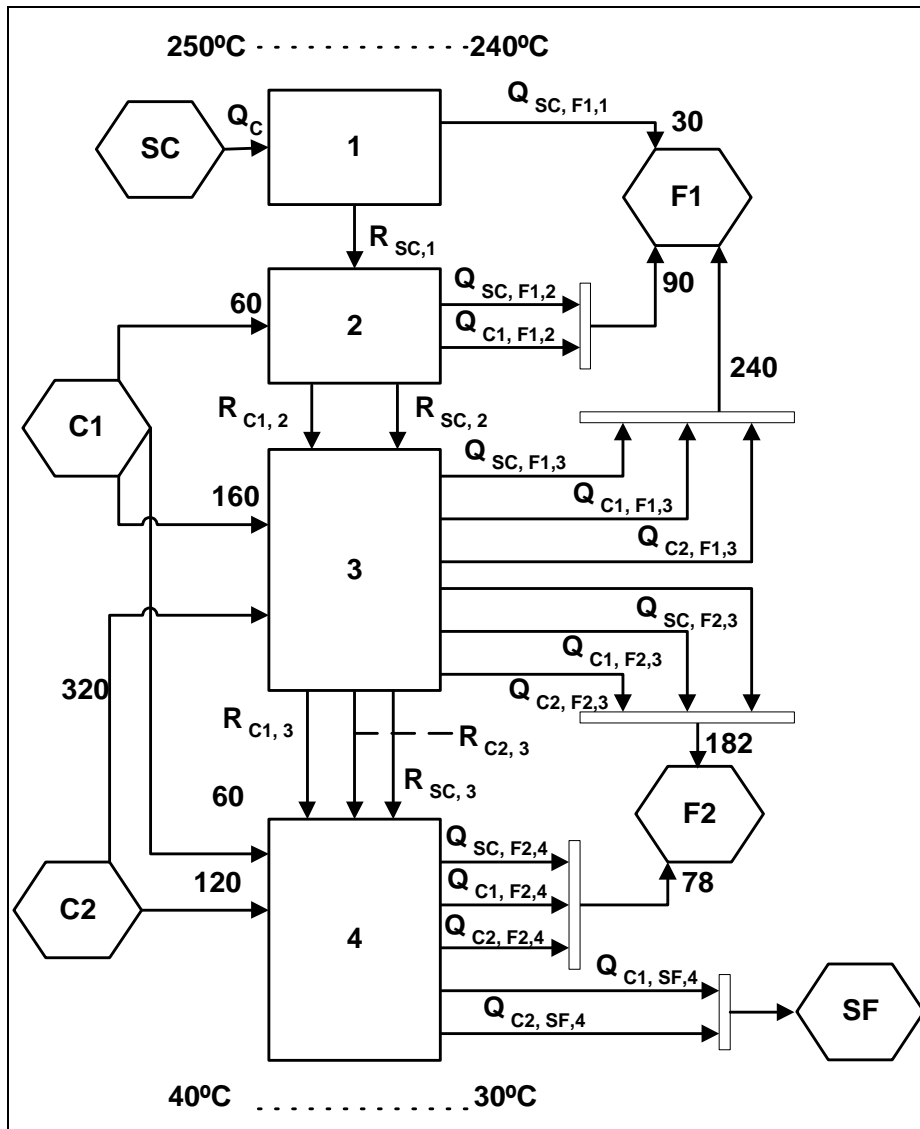 250ºC . . . . . . . . . . . . 240ºC
Q SC, F1,1
Q C
30
SC
1
F1
R SC,1
Q SC, F1,2
60
90
2
Q C1, F1,2
240
R C1, 2
R SC, 2
C1
Q SC, F1,3
160
Q C1, F1,3
Q C2, F1,3
3
Q SC, F2,3
Q C1, F2,3
320
Q C2, F2,3
R C1, 3
R C2, 3
182
R SC, 3
60
F2
Q SC, F2,4
120
Q C1, F2,4
78
C2
Q C2, F2,4
4
Q C1, SF,4
Q C2, SF,4
SF
40ºC . . . . . . . . . . . . 30ºC